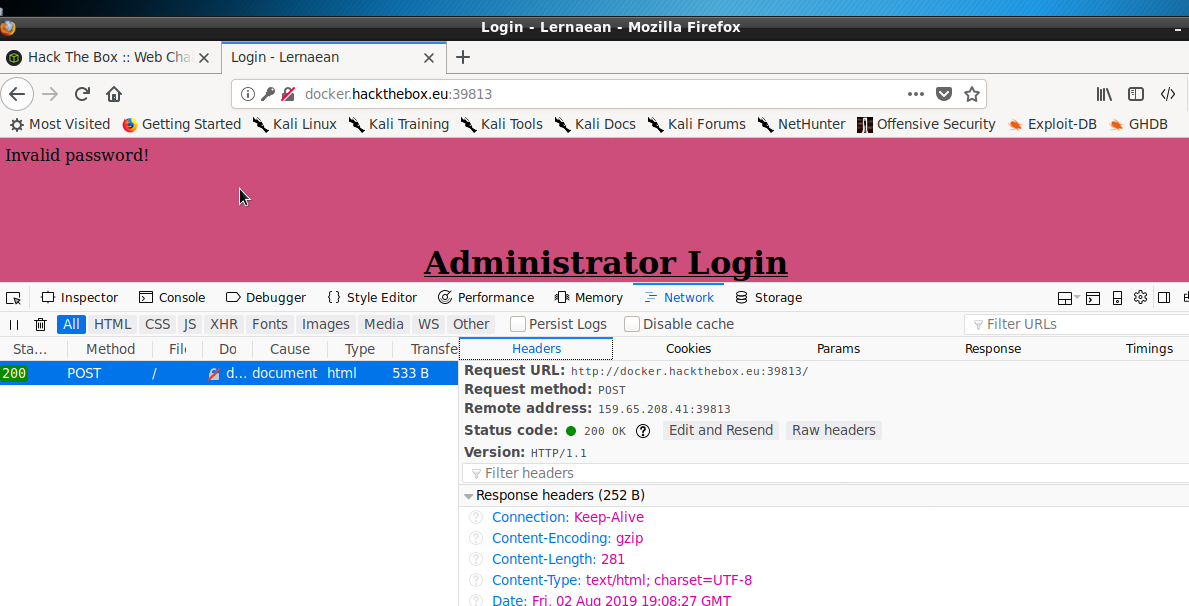 Login - Lernaean - Mozilla Firefox
Hack The Box :: Web Cha
Login - Lernaean
docker.hackthebox.eu:39813
Most Visited Getting Started Kali Linux Kali Training Kali Tools Kali Docs Kali Forums NetHunter Offensive Security Exploit-DB GHDB
Invalid password!
Administrator Login
Inspector Console Debugger Style Editor Performance Memory Network Storage
All HTML CSS JS XHR Fonts Images Media WS Other Persist Logs Disable cache Filter URLs
Sta... Method File Do Cause Type Transfe Headers Cookies Params Response Timings
200 POST / d... document html 533 B
Request URL: http://docker.hackthebox.eu:39813/
Request method: POST
Remote address: 159.65.208.41:39813
Status code: 200 OK ? Edit and Resend Raw headers
Version: HTTP/1.1
Filter headers
Response headers (252 B)
? Connection: Keep-Alive
? Content-Encoding: gzip
? Content-Length: 281
? Content-Type: text/html; charset=UTF-8
? Date: Fri, 02 Aug 2019 19:08:27 GMT